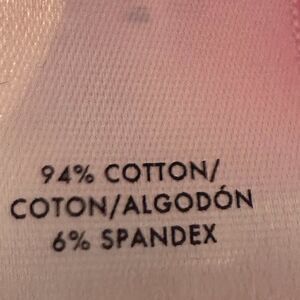 94% COTTON/
COTON/ALGODÓN
6% SPANDEX